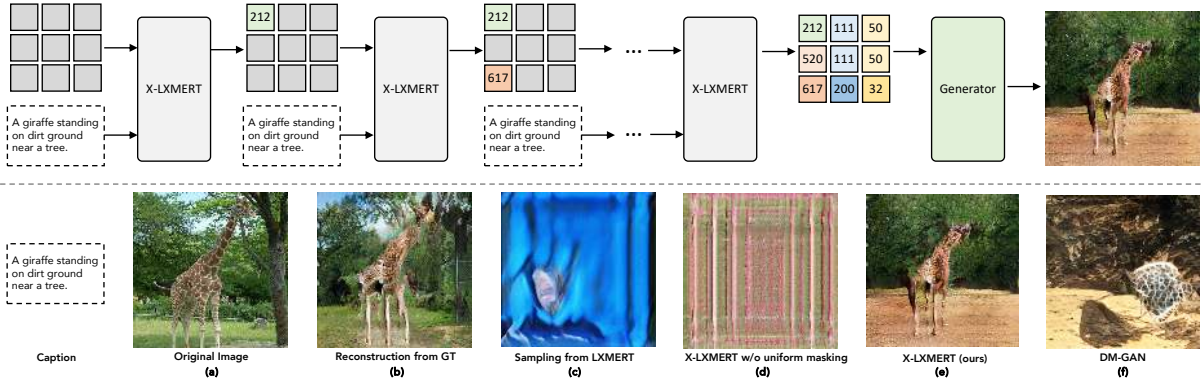 212
212
617
212 111 50
520 111 50
617 200 32
X-LXMERT
X-LXMERT
...
X-LXMERT
Generator
A giraffe standing
on dirt ground
near a tree.
A giraffe standing
on dirt ground
near a tree.
A giraffe standing
on dirt ground
near a tree.
...
A giraffe standing
on dirt ground
near a tree.
Caption
Original Image
(a)
Reconstruction from GT
(b)
Sampling from LXMERT
(c)
X-LXMERT w/o uniform masking
(d)
X-LXMERT (ours)
(e)
DM-GAN
(f)